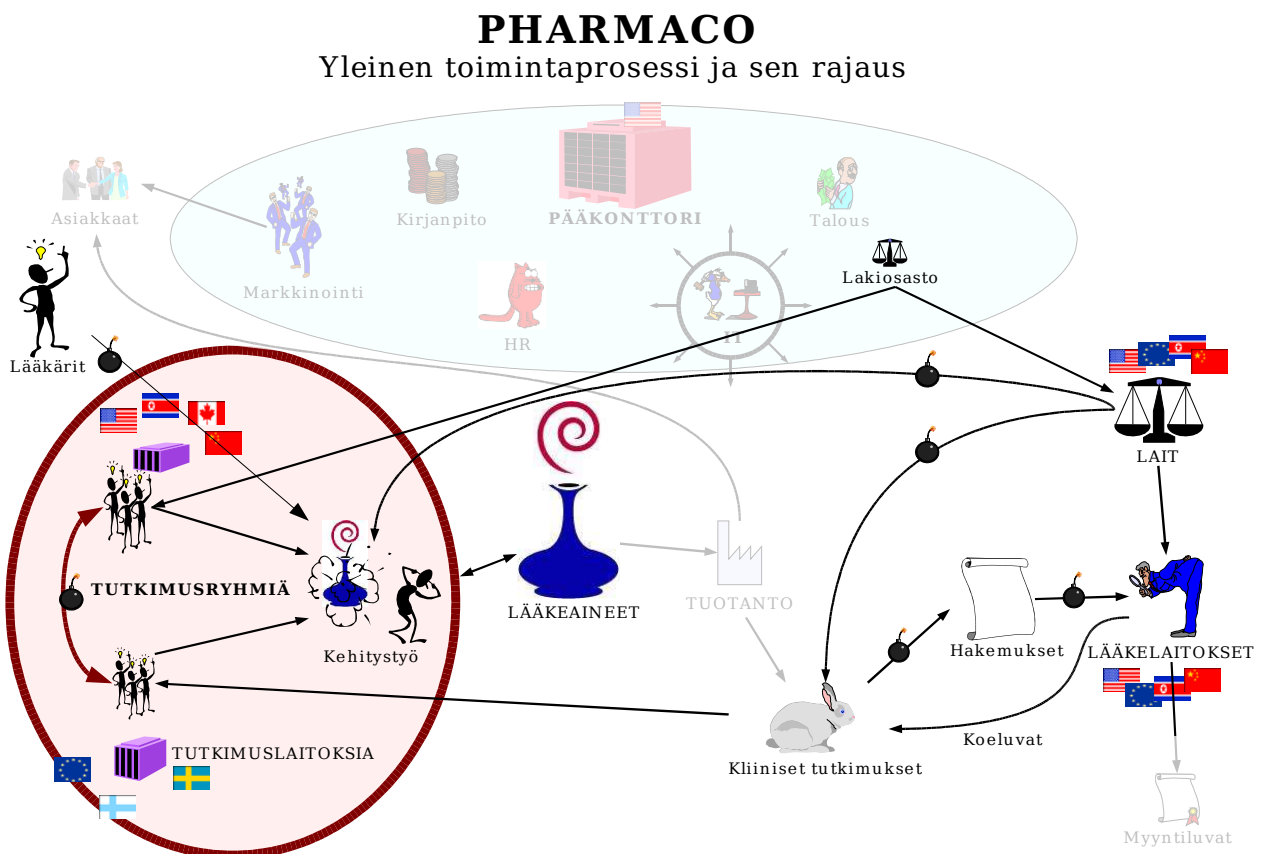 PHARMACO
Yleinen toimintaprosessi ja sen rajaus
Asiakkaat
Kirjanpito
PÄÄKONTTORI
Talous
Markkinointi
Lakiosasto
HR
IT
Lääkärit
LAIT
TUTKIMUSRYHMIÄ
LÄÄKEAINEET
TUOTANTO
Kehitystyö
Hakemukset
LÄÄKELAITOKSET
Koeluvat
TUTKIMUSLAITOKSIA
Kliiniset tutkimukset
Myyntiluvat